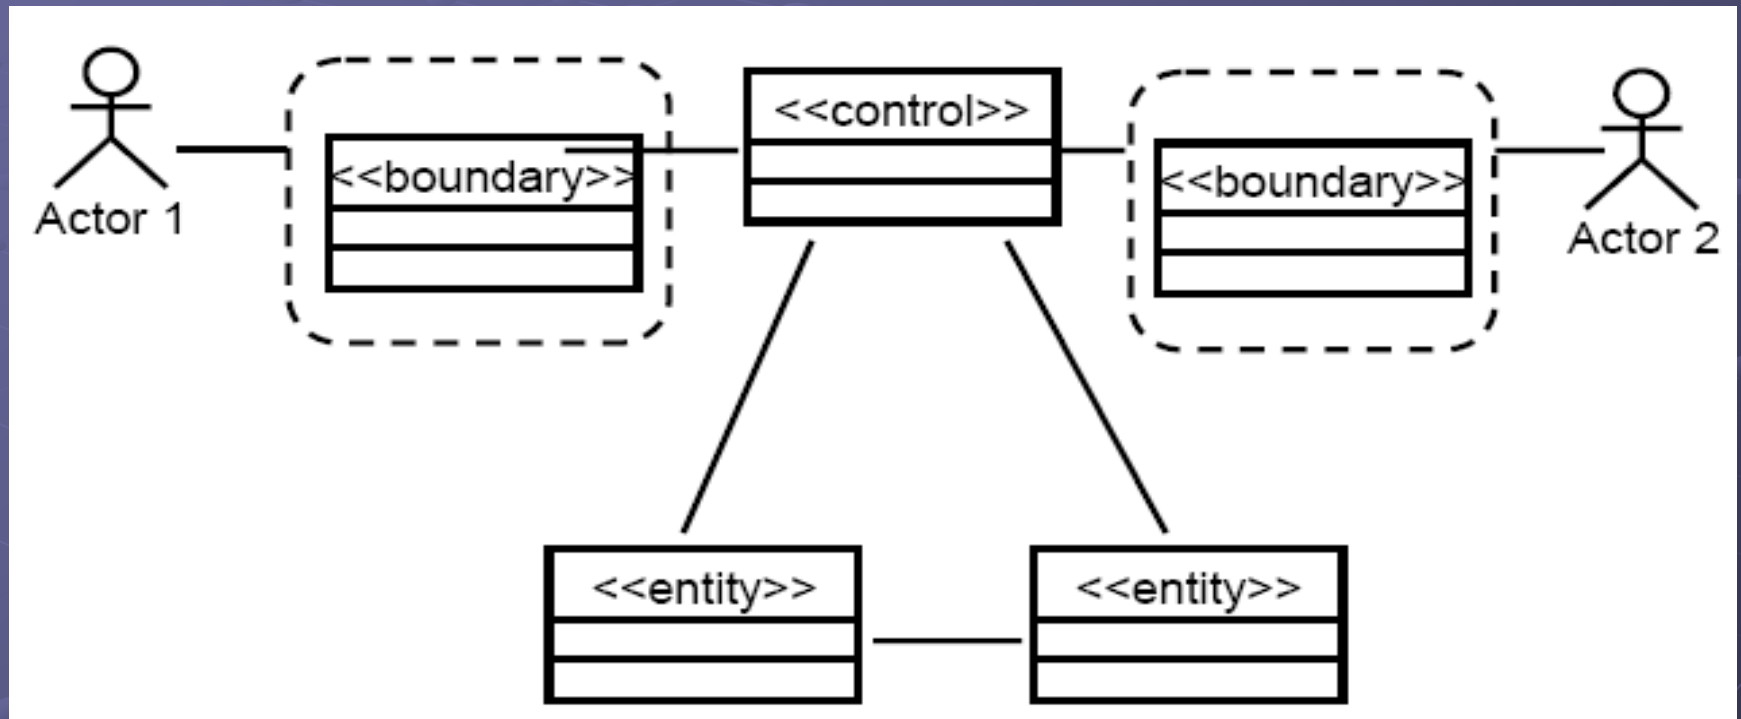 <<control>>
<<boundary>>
<<boundary>>
Actor 1
Actor 2
<<entity>>
<<entity>>